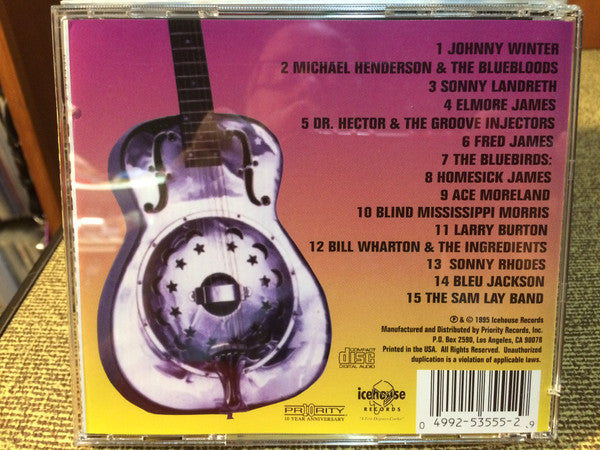 1 JOHNNY WINTER
2 MICHAEL HENDERSON & THE BLUEBLOODS
3 SONNY LANDRETH
4 ELMORE JAMES
5 DR. HECTOR & THE GROOVE INJECTORS
6 FRED JAMES
7 THE BLUEBIRDS:
8 HOMESICK JAMES
9 ACE MORELAND
10 BLIND MISSISSIPPI MORRIS
11 LARRY BURTON
12 BILL WHARTON & THE INGREDIENTS
13 SONNY RHODES
14 BLEU JACKSON
15 THE SAM LAY BAND
℗ & © 1995 Icehouse Records
Manufactured and Distributed by Priority Records, Inc.
P.O. Box 2590, Los Angeles, CA 90078
Printed in the USA. All Rights Reserved. Unauthorized
duplication is a violation of applicable laws.
COMPACT
disc
DIGITAL AUDIO
PRIORITY
10 YEAR ANNIVERSARY
icehouse
RECORDS
0 4992-53555-2 9